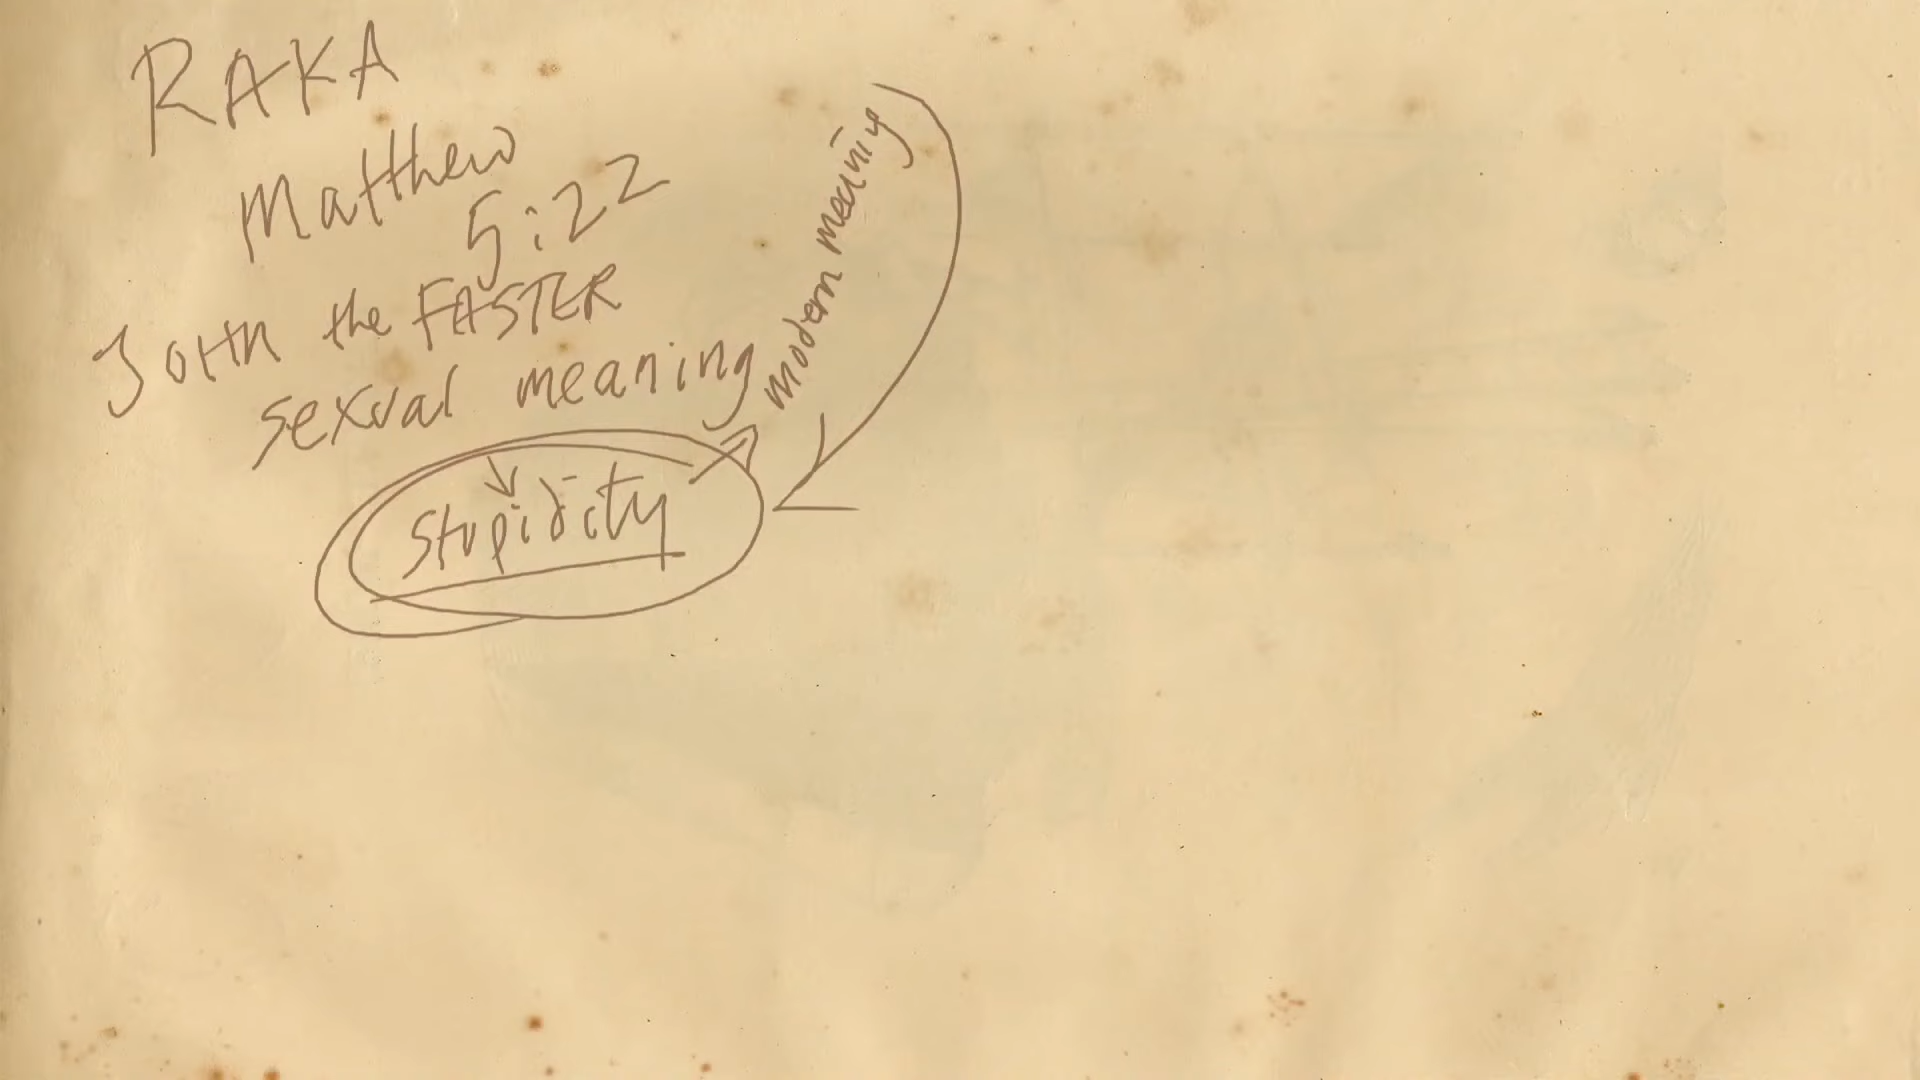 RAKA
Matthew
5:22
JOHN the FASTER
sexual meaning
stupidity
modern meaning